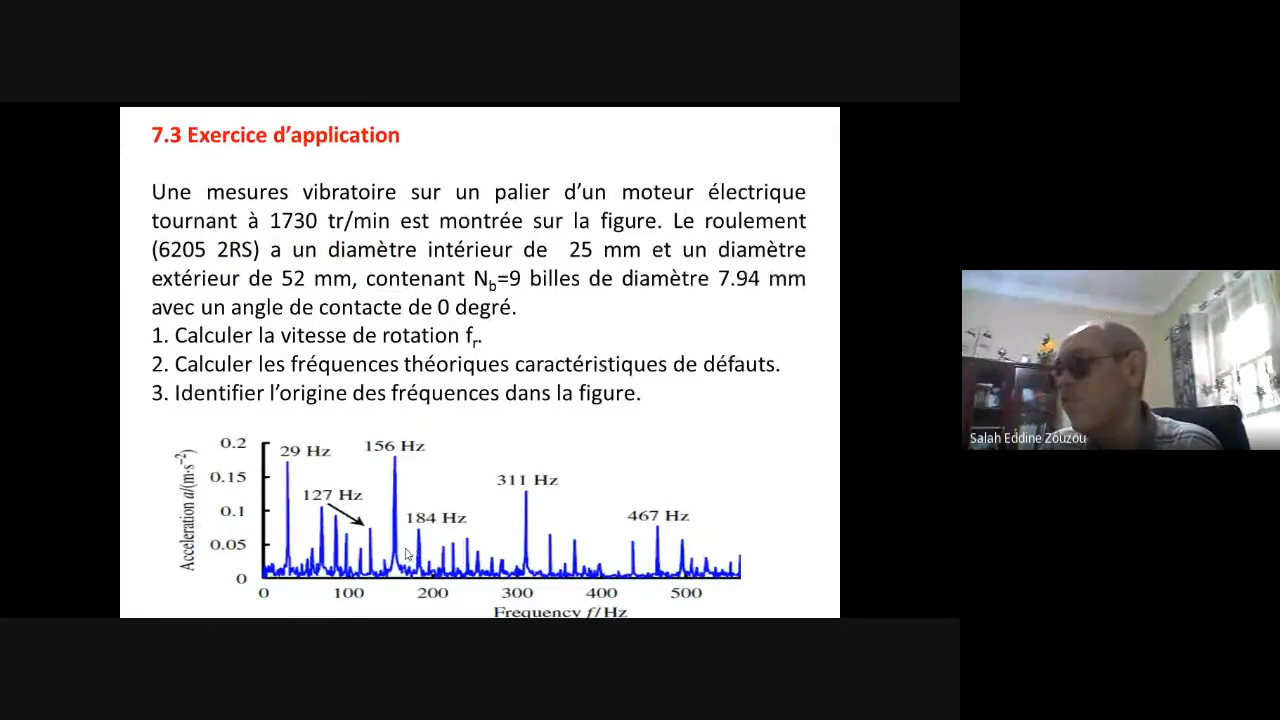 7.3 Exercice d’application
Une mesures vibratoire sur un palier d’un moteur électrique
tournant à 1730 tr/min est montrée sur la figure. Le roulement
(6205 2RS) a un diamètre intérieur de 25 mm et un diamètre
extérieur de 52 mm, contenant Nb=9 billes de diamètre 7.94 mm
avec un angle de contacte de 0 degré.
1. Calculer la vitesse de rotation fr.
2. Calculer les fréquences théoriques caractéristiques de défauts.
3. Identifier l’origine des fréquences dans la figure.
Acceleration a/(m·s⁻²)
0.2
0.15
0.1
0.05
0
29 Hz
127 Hz
156 Hz
184 Hz
311 Hz
467 Hz
0 100 200 300 400 500
Frequency f/Hz
Salah Eddine Zouzou